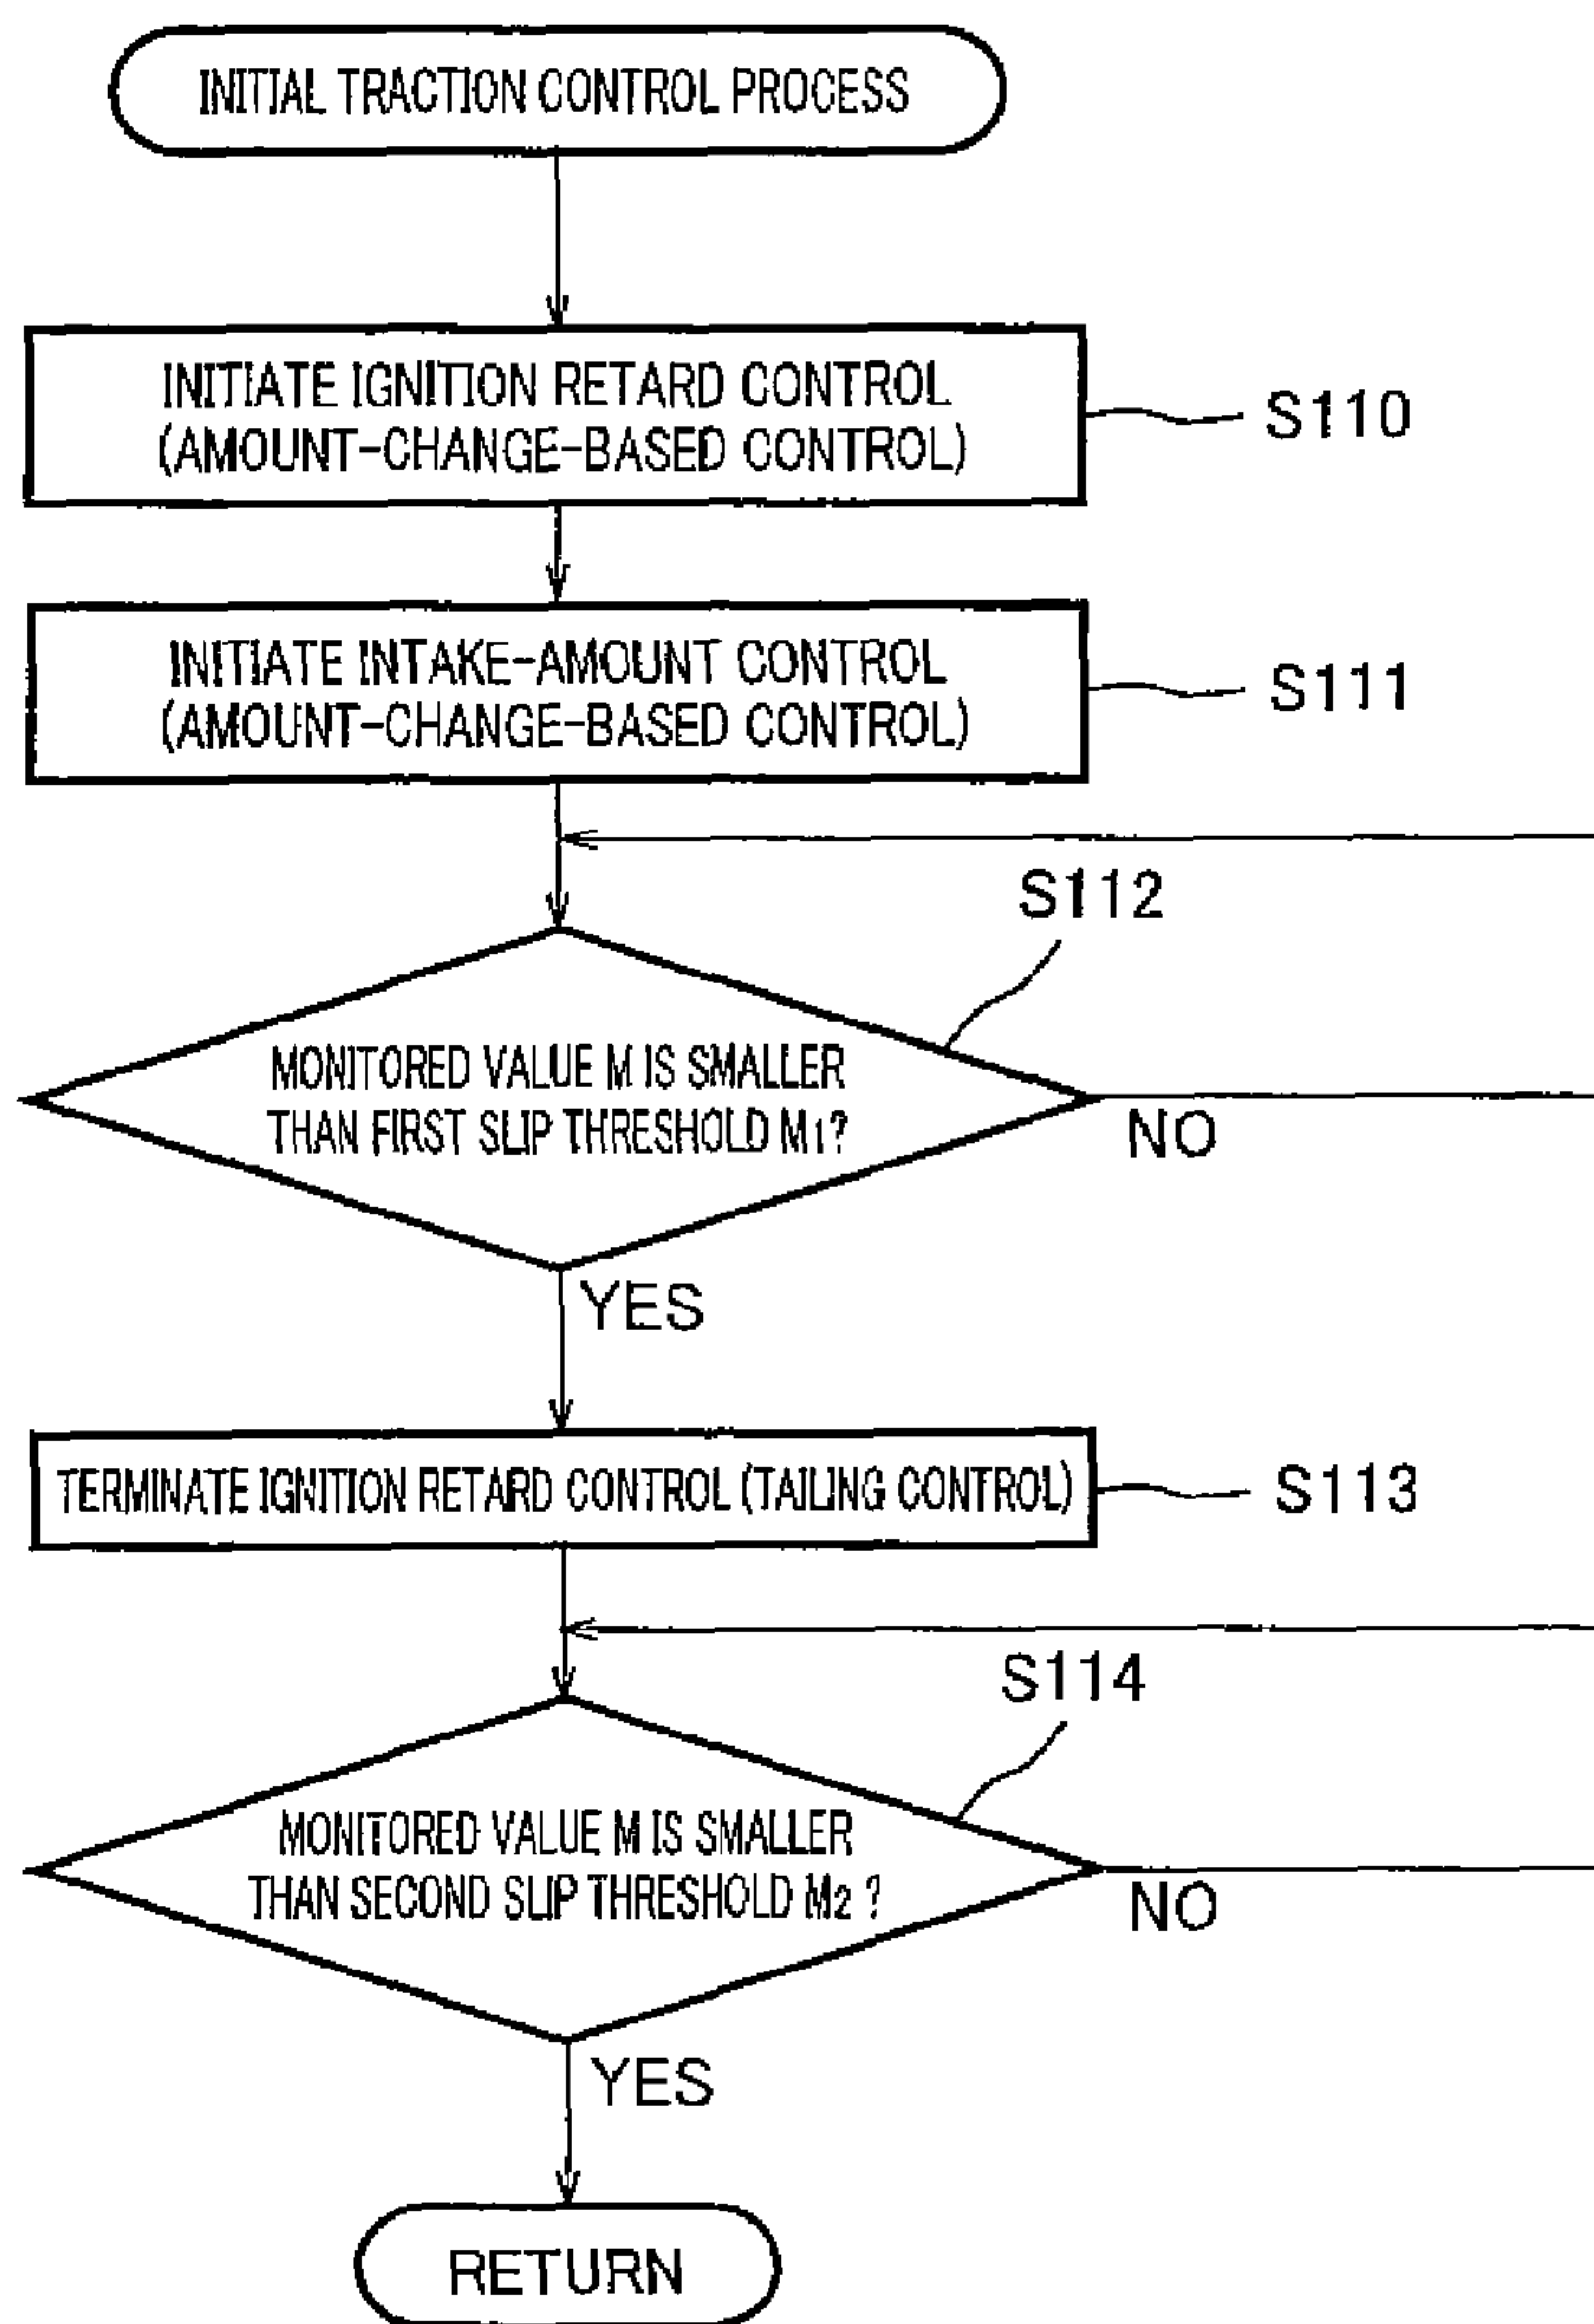 INITIAL TRACTION CONTROL PROCESS
INITIATE IGNITION RETARD CONTROL
(AMOUNT-CHANGE-BASED CONTROL)
S110
INITIATE INTAKE-AMOUNT CONTROL
(AMOUNT-CHANGE-BASED CONTROL)
S111
S112
MONITORED VALUE M IS SMALLER
THAN FIRST SLIP THRESHOLD M1?
NO
YES
TERMINATE IGNITION RETARD CONTROL (TAILING CONTROL)
S113
S114
MONITORED VALUE M IS SMALLER
THAN SECOND SLIP THRESHOLD M2 ?
NO
YES
RETURN